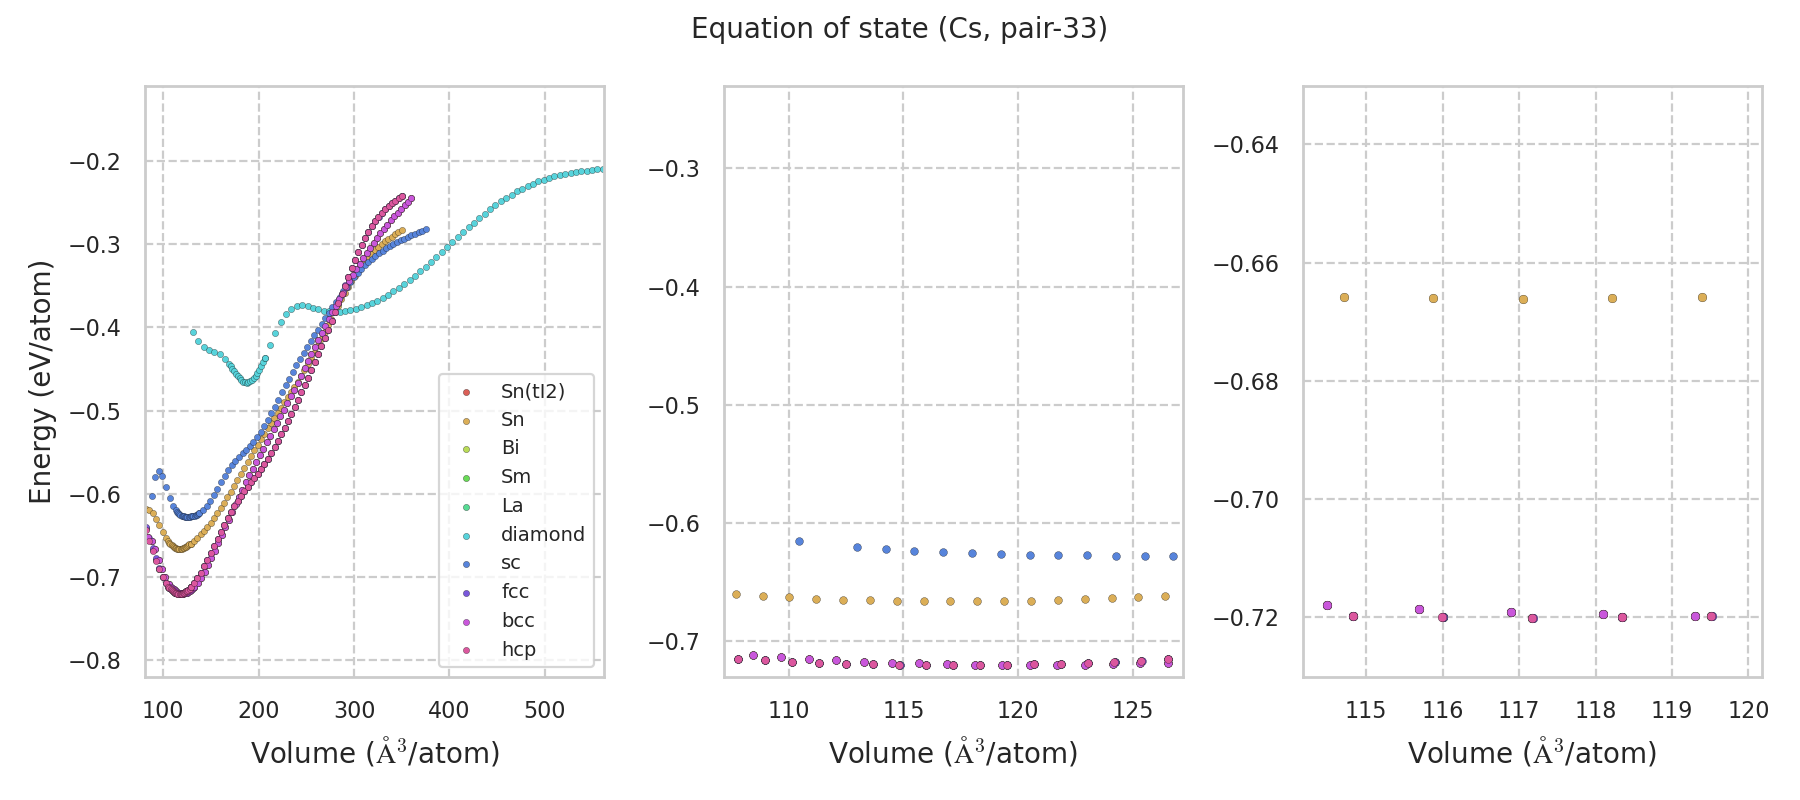 Equation of state (Cs, pair-33)
Energy (eV/atom)
−0.2
−0.3
−0.4
−0.5
−0.6
−0.7
−0.8
100 200 300 400 500
Volume (Å³/atom)
Sn(tI2)
Sn
Bi
Sm
La
diamond
sc
fcc
bcc
hcp
−0.3
−0.4
−0.5
−0.6
−0.7
110 115 120 125
Volume (Å³/atom)
−0.64
−0.66
−0.68
−0.70
−0.72
115 116 117 118 119 120
Volume (Å³/atom)